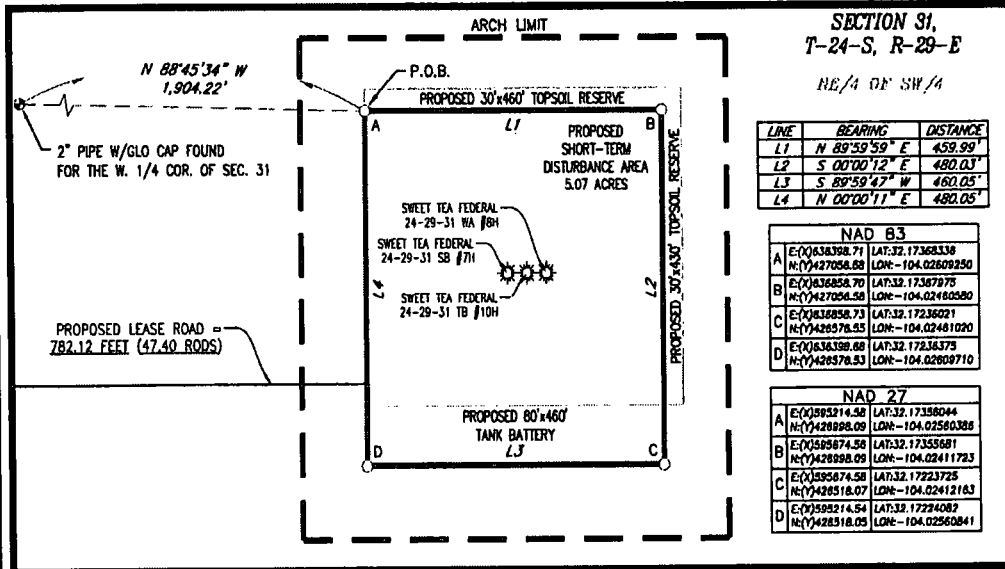 ARCH LIMIT
SECTION 31,
T-24-S, R-29-E
NE/4 OF SW/4
N 88°45'34" W
1,904.22'
P.O.B.
2" PIPE W/GLO CAP FOUND
FOR THE W. 1/4 COR. OF SEC. 31
PROPOSED 30'x460' TOPSOIL RESERVE
A
L1
B
PROPOSED
SHORT-TERM
DISTURBANCE AREA
5.07 ACRES
SWEET TEA FEDERAL
24-29-31 WA #8H
SWEET TEA FEDERAL
24-29-31 SB #7H
SWEET TEA FEDERAL
24-29-31 TB #10H
L4
L2
PROPOSED 30'x430' TOPSOIL RESERVE
PROPOSED LEASE ROAD =
782.12 FEET (47.40 RODS)
PROPOSED 80'x460'
TANK BATTERY
D
L3
C
LINE BEARING DISTANCE
L1 N 89°59'59" E 459.99'
L2 S 00°00'12" E 480.03'
L3 S 89°59'47" W 460.05'
L4 N 00°00'11" E 480.05'
NAD 83
A E:(X)638398.71 LAT:32.17368338
N:(Y)427056.68 LON:-104.02609250
B E:(X)638858.70 LAT:32.17367975
N:(Y)427056.58 LON:-104.02460580
C E:(X)638858.73 LAT:32.17236021
N:(Y)426576.55 LON:-104.02461020
D E:(X)638398.68 LAT:32.17236375
N:(Y)426576.53 LON:-104.02609710
NAD 27
A E:(X)595214.58 LAT:32.17356044
N:(Y)426998.09 LON:-104.02560386
B E:(X)595674.58 LAT:32.17355681
N:(Y)426998.09 LON:-104.02411723
C E:(X)595674.58 LAT:32.17223725
N:(Y)426518.07 LON:-104.02412163
D E:(X)595214.54 LAT:32.17224082
N:(Y)426518.05 LON:-104.02560841